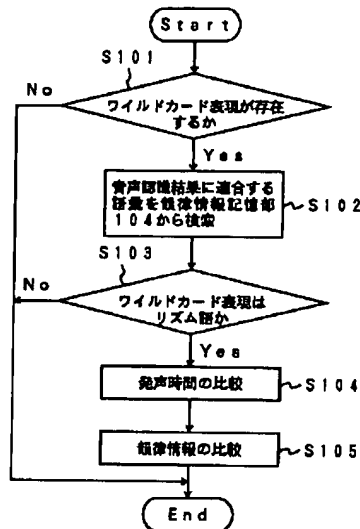 Start
S101
No
ワイルドカード表現が存在
するか
Yes
音声認識結果に適合する
語彙を韻律情報記憶部
104から検索
S102
S103
No
ワイルドカード表現は
リズム語か
Yes
発声時間の比較
S104
韻律情報の比較
S105
End